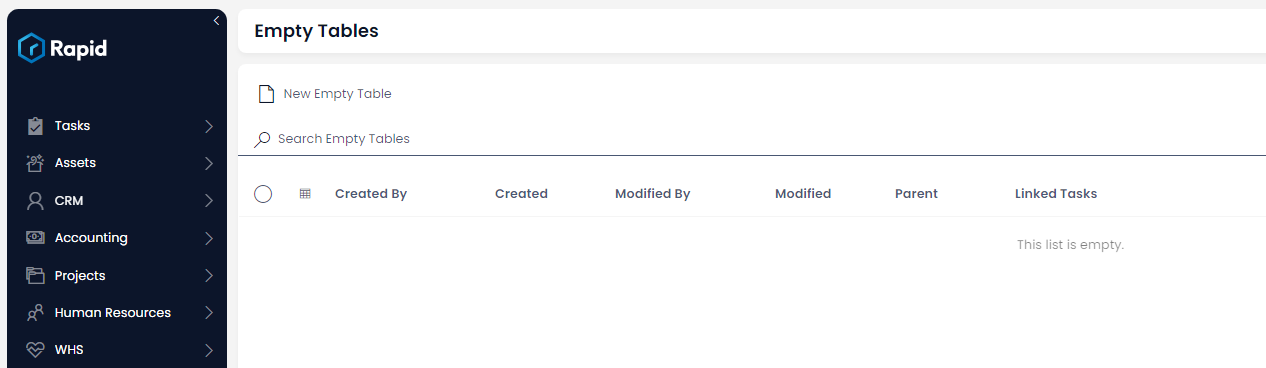 Rapid
Tasks
Assets
CRM
Accounting
Projects
Human Resources
WHS
Empty Tables
New Empty Table
Search Empty Tables
Created By Created Modified By Modified Parent Linked Tasks
This list is empty.